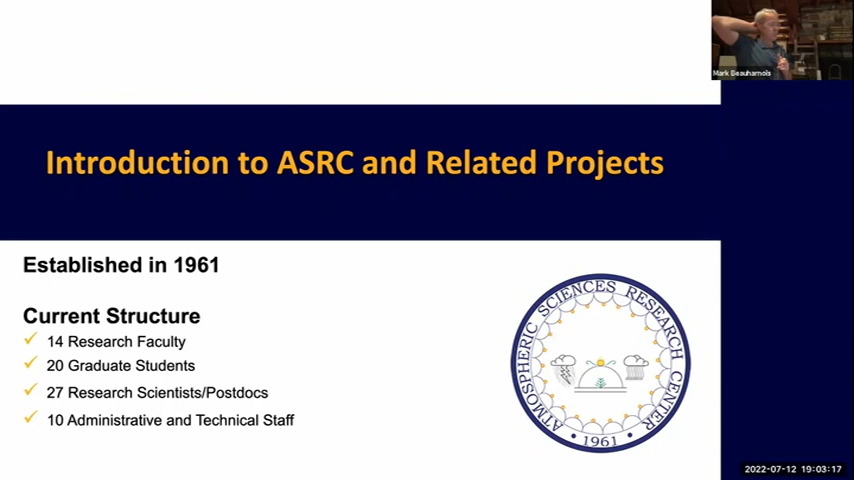 Mark Beauharnois
Introduction to ASRC and Related Projects
Established in 1961
Current Structure
14 Research Faculty
20 Graduate Students
27 Research Scientists/Postdocs
10 Administrative and Technical Staff
ATMOSPHERIC SCIENCES RESEARCH CENTER
• 1961 •
2022-07-12 19:03:17